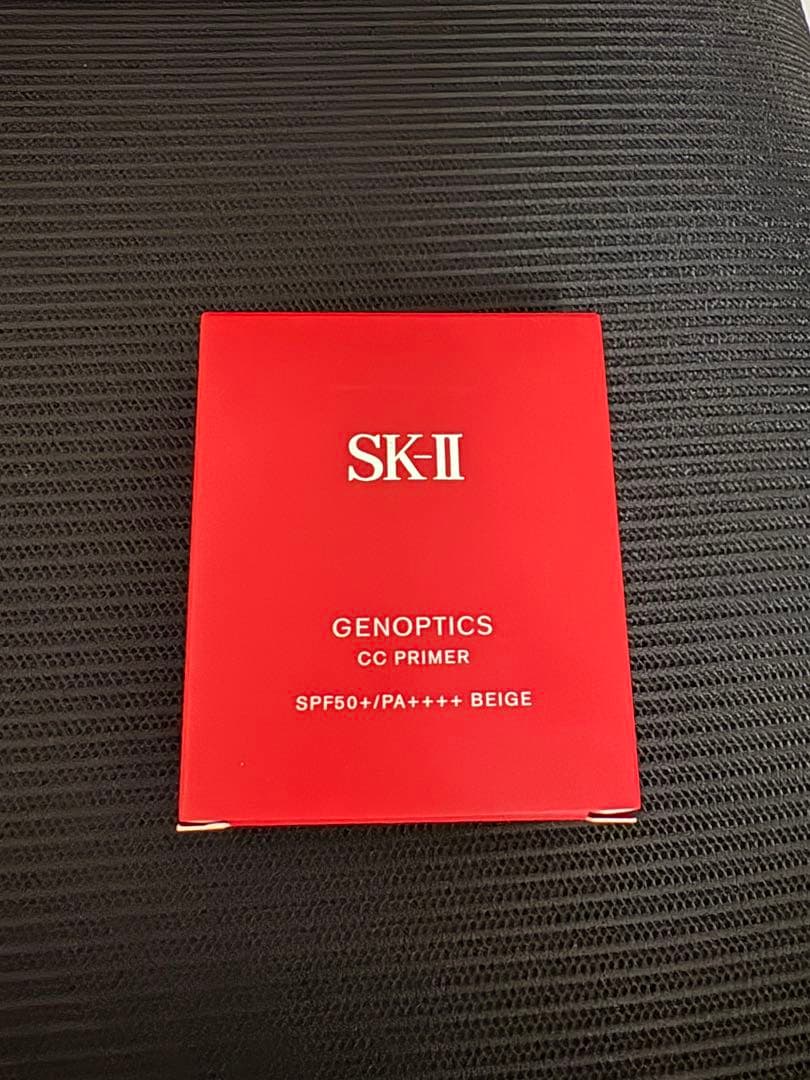 SK-II
GENOPTICS
CC PRIMER
SPF50+/PA++++ BEIGE